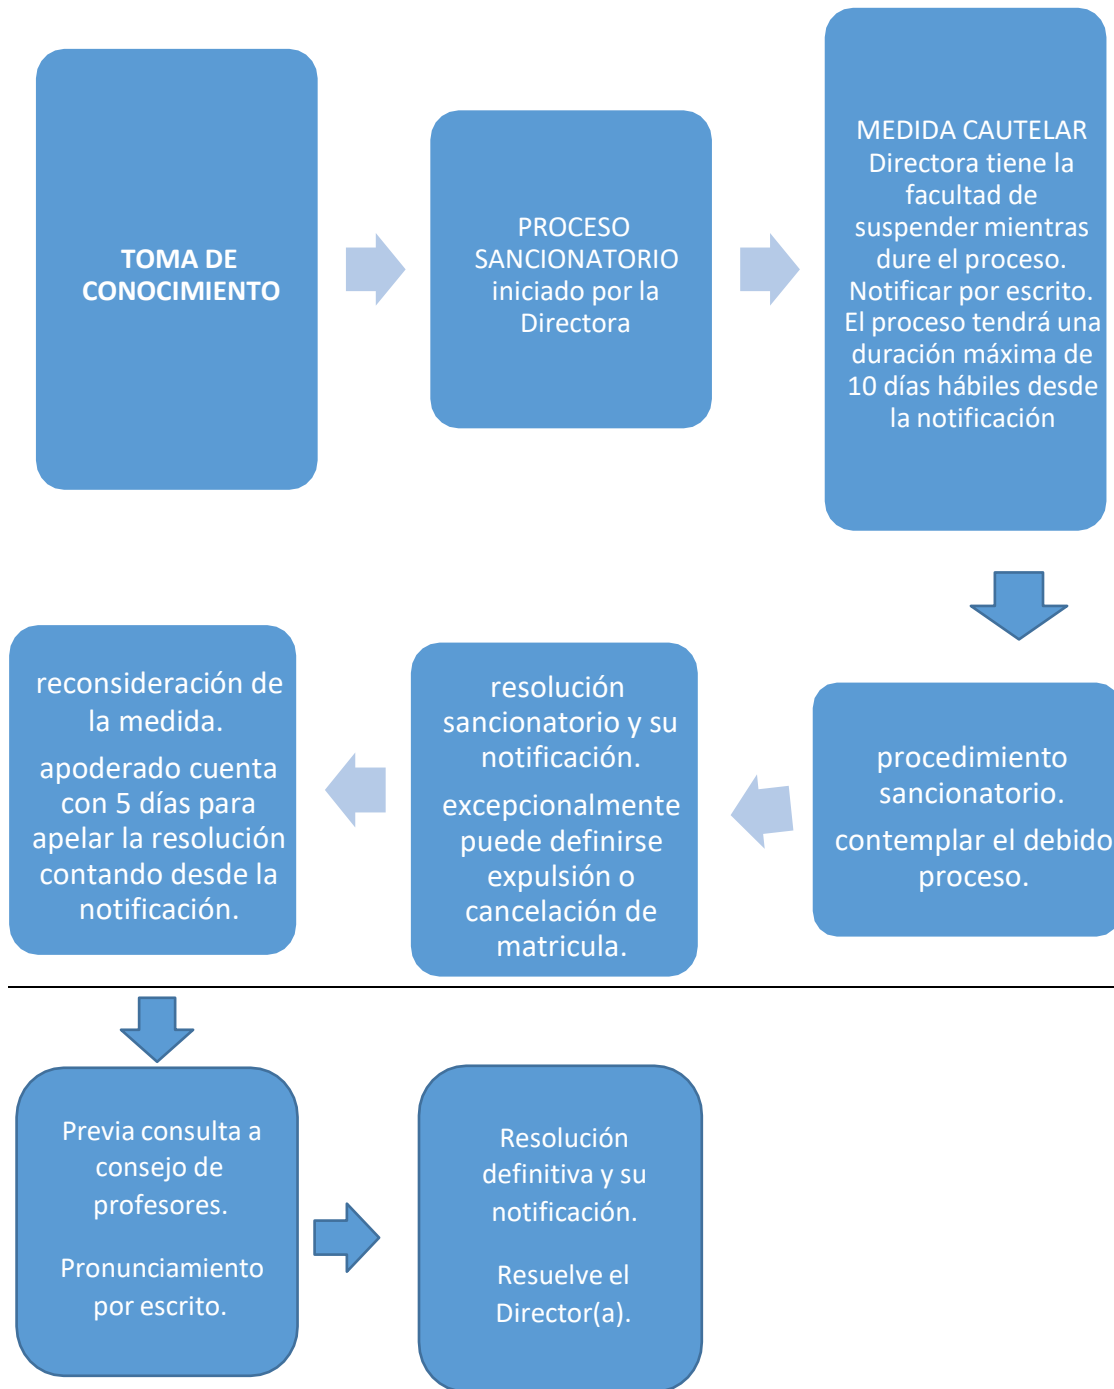 TOMA DE
CONOCIMIENTO
PROCESO
SANCIONATORIO
iniciado por la
Directora
MEDIDA CAUTELAR
Directora tiene la
facultad de
suspender mientras
dure el proceso.
Notificar por escrito.
El proceso tendrá una
duración máxima de
10 días hábiles desde
la notificación
procedimiento
sancionatorio.
contemplar el debido
proceso.
resolución
sancionatorio y su
notificación.
excepcionalmente
puede definirse
expulsión o
cancelación de
matricula.
reconsideración de
la medida.
apoderado cuenta
con 5 días para
apelar la resolución
contando desde la
notificación.
Previa consulta a
consejo de
profesores.
Pronunciamiento
por escrito.
Resolución
definitiva y su
notificación.
Resuelve el
Director(a).